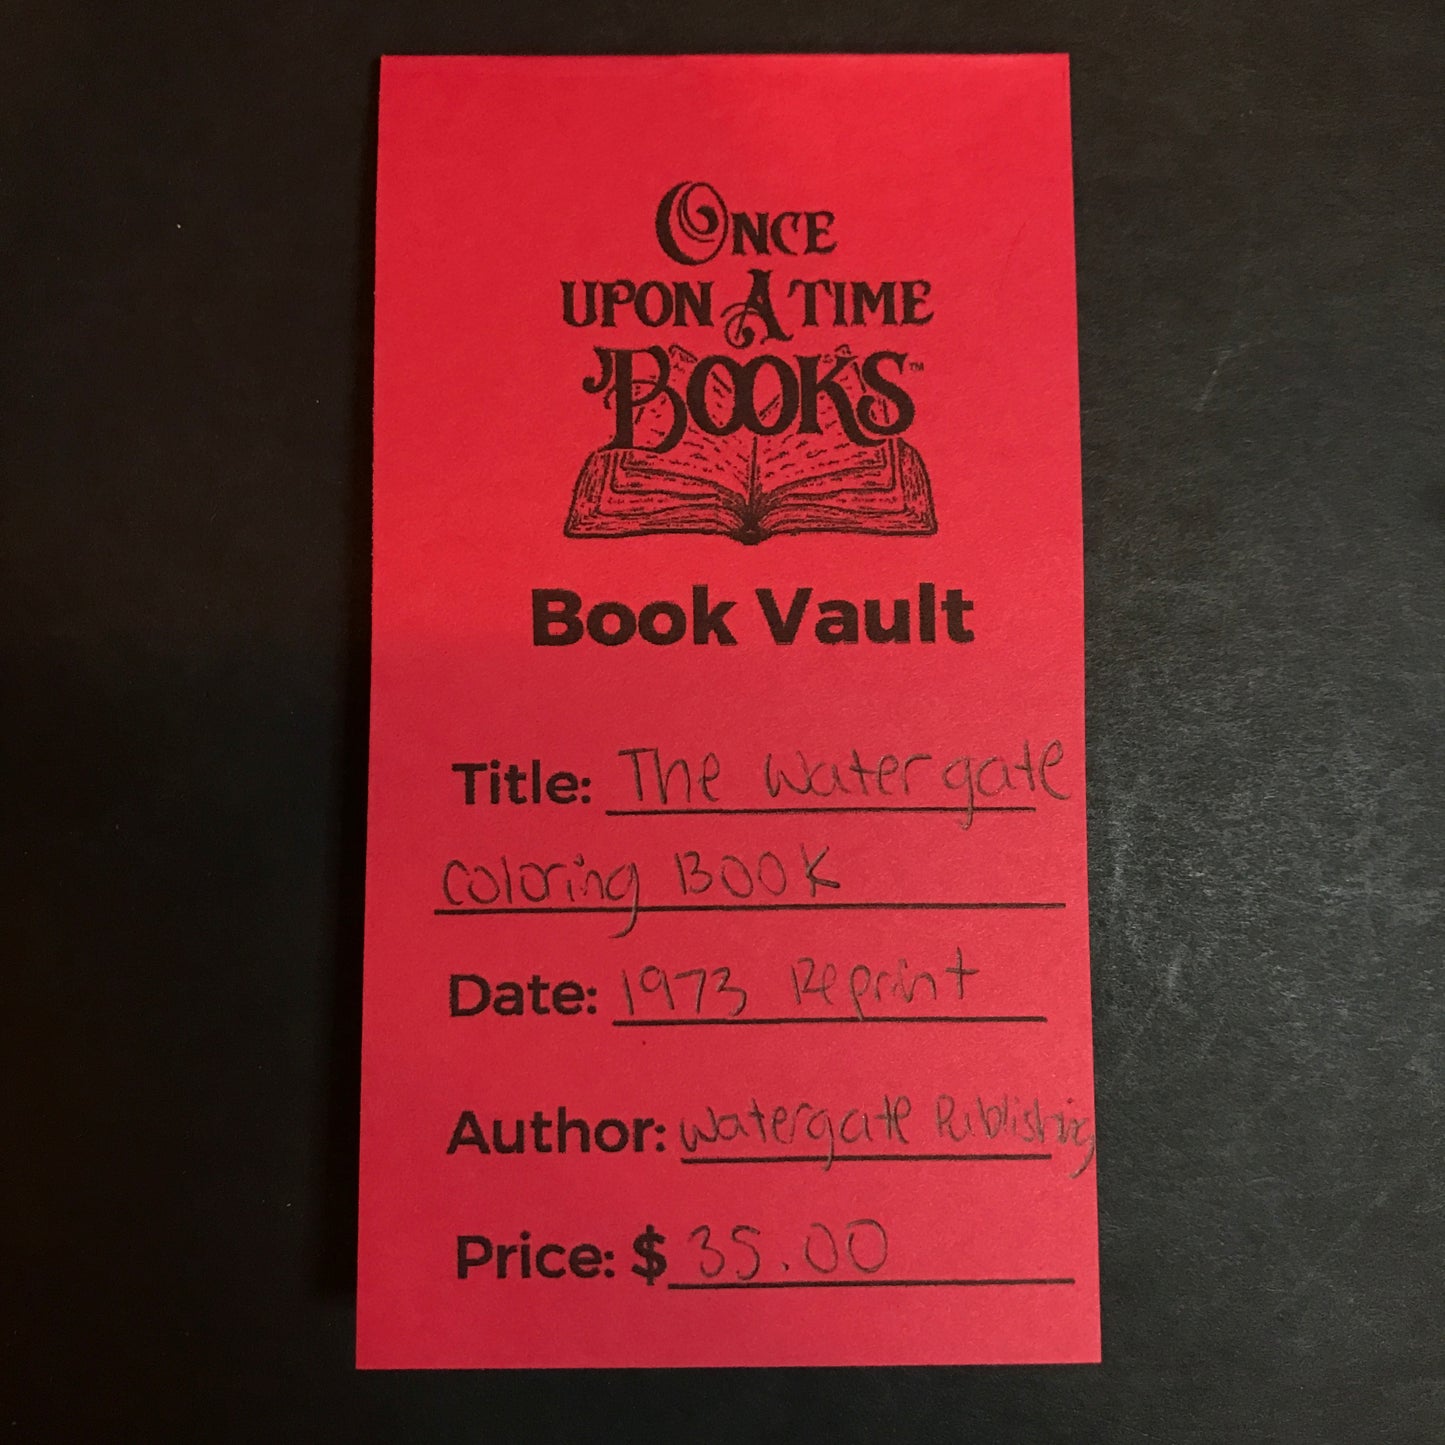 ONCE
UPON A TIME
BOOKS™
Book Vault
Title: The Watergate
Coloring BOOK
Date: 1973 Reprint
Author: Watergate Publishing
Price: $ 35.00